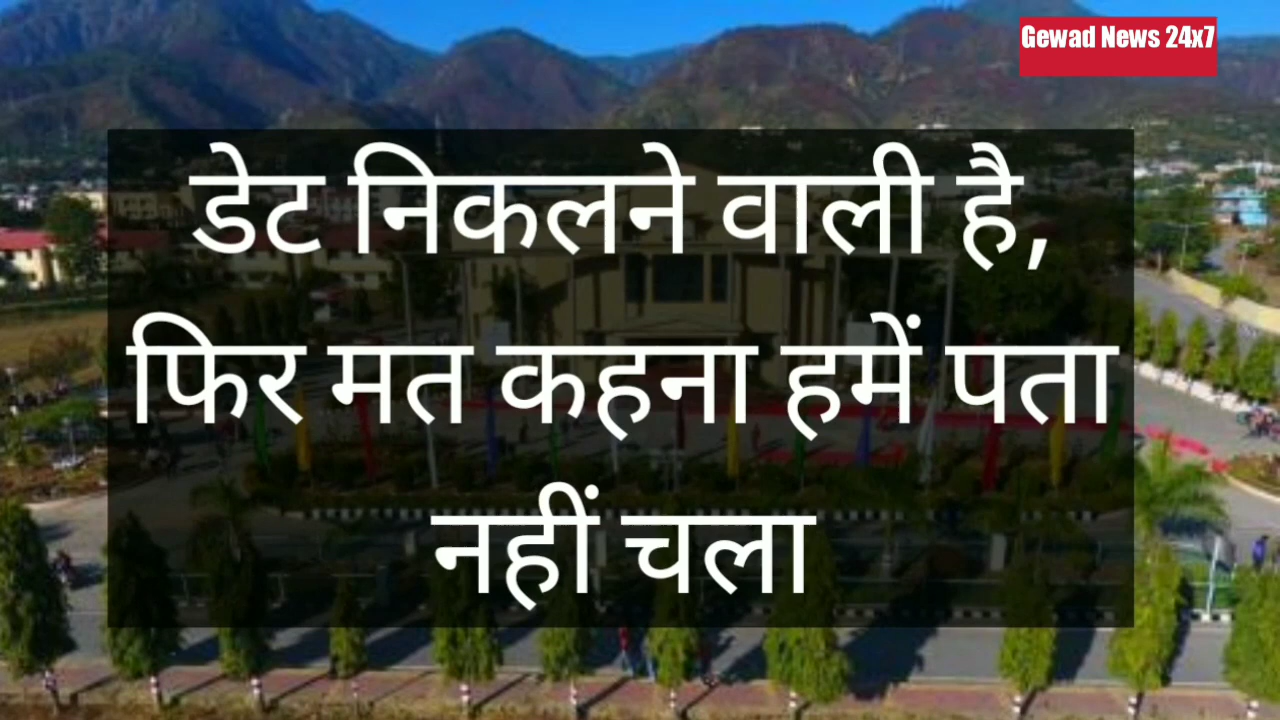 Gewad News 24x7
डेट निकलने वाली है,
फिर मत कहना हमें पता
नहीं चला